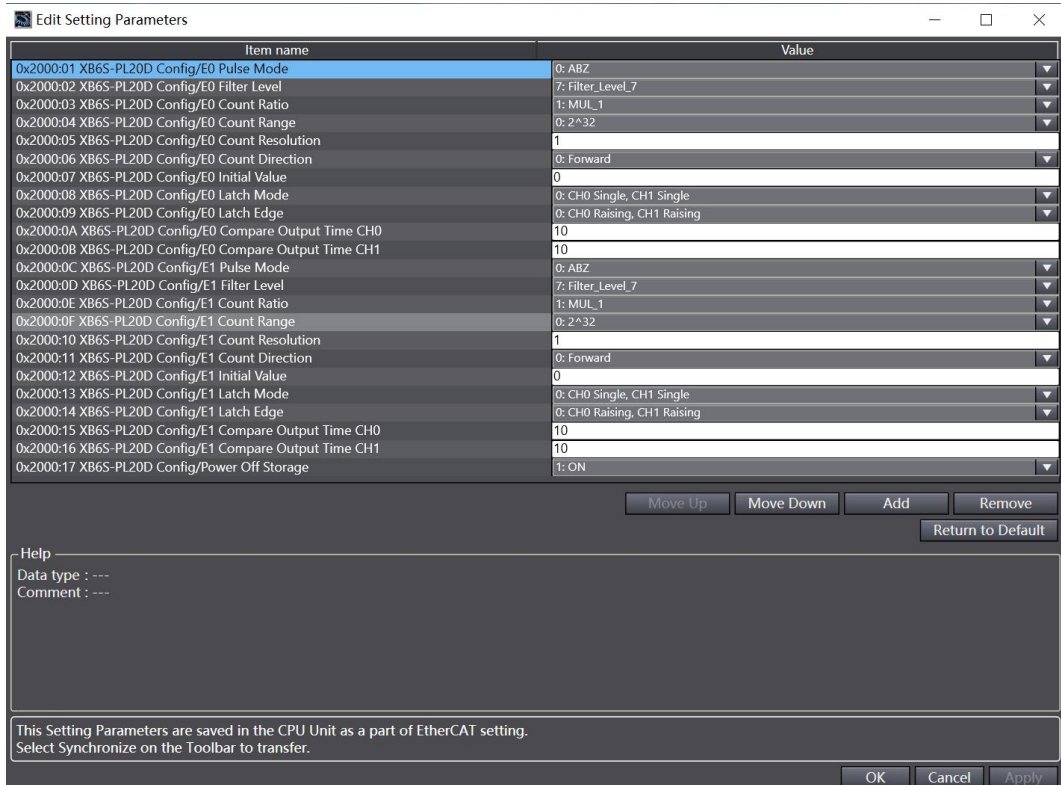 Edit Setting Parameters
Item name Value
0x2000:01 XB6S-PL20D Config/E0 Pulse Mode 0: ABZ
0x2000:02 XB6S-PL20D Config/E0 Filter Level 7: Filter_Level_7
0x2000:03 XB6S-PL20D Config/E0 Count Ratio 1: MUL_1
0x2000:04 XB6S-PL20D Config/E0 Count Range 0: 2^32
0x2000:05 XB6S-PL20D Config/E0 Count Resolution 1
0x2000:06 XB6S-PL20D Config/E0 Count Direction 0: Forward
0x2000:07 XB6S-PL20D Config/E0 Initial Value 0
0x2000:08 XB6S-PL20D Config/E0 Latch Mode 0: CH0 Single, CH1 Single
0x2000:09 XB6S-PL20D Config/E0 Latch Edge 0: CH0 Raising, CH1 Raising
0x2000:0A XB6S-PL20D Config/E0 Compare Output Time CH0 10
0x2000:0B XB6S-PL20D Config/E0 Compare Output Time CH1 10
0x2000:0C XB6S-PL20D Config/E1 Pulse Mode 0: ABZ
0x2000:0D XB6S-PL20D Config/E1 Filter Level 7: Filter_Level_7
0x2000:0E XB6S-PL20D Config/E1 Count Ratio 1: MUL_1
0x2000:0F XB6S-PL20D Config/E1 Count Range 0: 2^32
0x2000:10 XB6S-PL20D Config/E1 Count Resolution 1
0x2000:11 XB6S-PL20D Config/E1 Count Direction 0: Forward
0x2000:12 XB6S-PL20D Config/E1 Initial Value 0
0x2000:13 XB6S-PL20D Config/E1 Latch Mode 0: CH0 Single, CH1 Single
0x2000:14 XB6S-PL20D Config/E1 Latch Edge 0: CH0 Raising, CH1 Raising
0x2000:15 XB6S-PL20D Config/E1 Compare Output Time CH0 10
0x2000:16 XB6S-PL20D Config/E1 Compare Output Time CH1 10
0x2000:17 XB6S-PL20D Config/Power Off Storage 1: ON
Move Up Move Down Add Remove
Return to Default
Help
Data type : ---
Comment : ---
This Setting Parameters are saved in the CPU Unit as a part of EtherCAT setting.
Select Synchronize on the Toolbar to transfer.
OK Cancel Apply